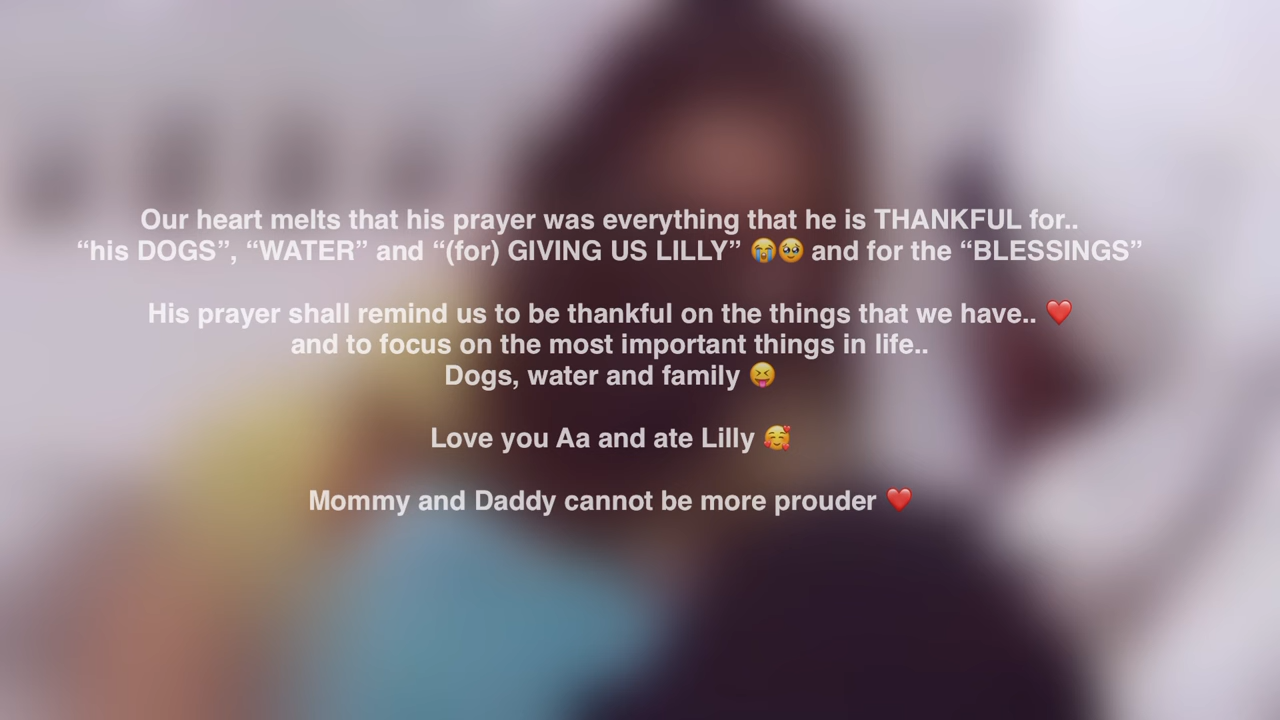 Our heart melts that his prayer was everything that he is THANKFUL for..
“his DOGS”, “WATER” and “(for) GIVING US LILLY” 😭🥹 and for the “BLESSINGS”
His prayer shall remind us to be thankful on the things that we have.. ❤️
and to focus on the most important things in life..
Dogs, water and family 😝
Love you Aa and ate Lilly 🥰
Mommy and Daddy cannot be more prouder ❤️